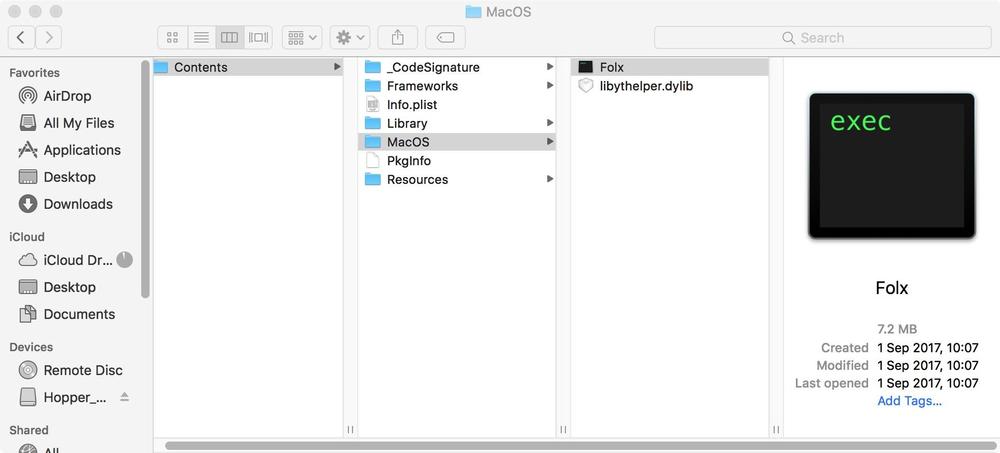 MacOS
Search
Favorites
AirDrop
All My Files
Applications
Desktop
Downloads
iCloud
iCloud Dr...
Desktop
Documents
Devices
Remote Disc
Hopper_...
Shared
All
Contents
_CodeSignature
Frameworks
Info.plist
Library
MacOS
PkgInfo
Resources
Folx
libythelper.dylib
exec
Folx
7.2 MB
Created 1 Sep 2017, 10:07
Modified 1 Sep 2017, 10:07
Last opened 1 Sep 2017, 10:07
Add Tags...